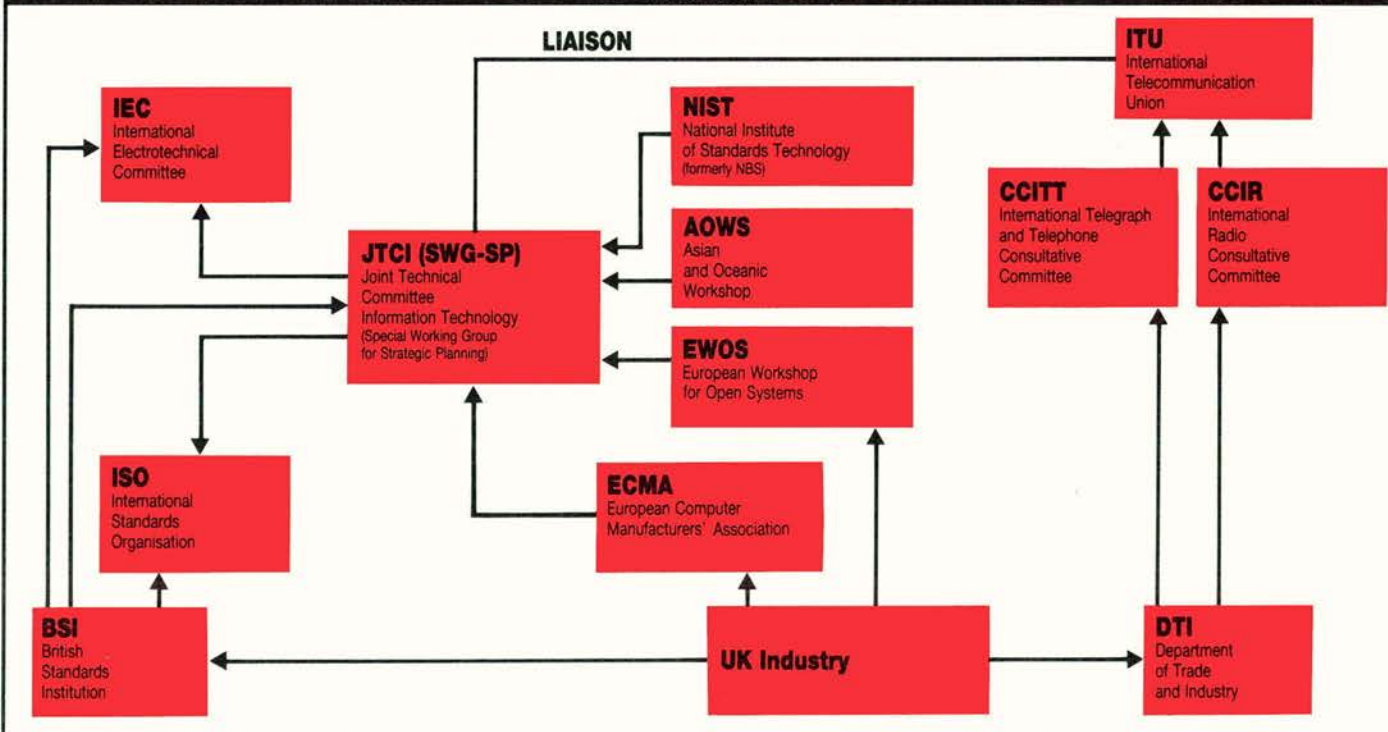 LIAISON
ITU
International
Telecommunication
Union
IEC
International
Electrotechnical
Committee
NIST
National Institute
of Standards Technology
(formerly NBS)
CCITT
International Telegraph
and Telephone
Consultative
Committee
CCIR
International
Radio
Consultative
Committee
AOWS
Asian
and Oceanic
Workshop
JTCI (SWG-SP)
Joint Technical
Committee
Information Technology
(Special Working Group
for Strategic Planning)
EWOS
European Workshop
for Open Systems
ISO
International
Standards
Organisation
ECMA
European Computer
Manufacturers' Association
BSI
British
Standards
Institution
UK Industry
DTI
Department
of Trade
and Industry